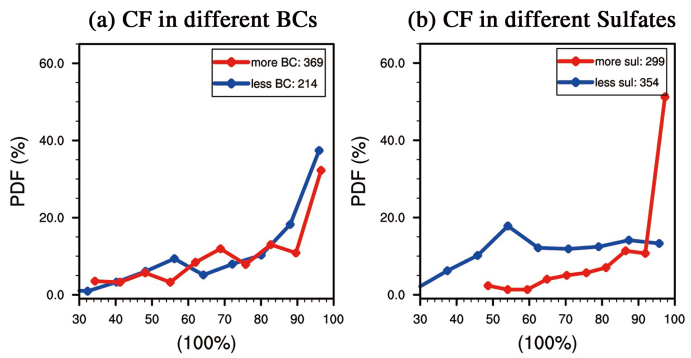 (a) CF in different BCs
more BC: 369
less BC: 214
60.0
40.0
20.0
0.0
PDF (%)
30 40 50 60 70 80 90 100
(100%)
(b) CF in different Sulfates
more sul: 299
less sul: 354
60.0
40.0
20.0
0.0
PDF (%)
30 40 50 60 70 80 90 100
(100%)